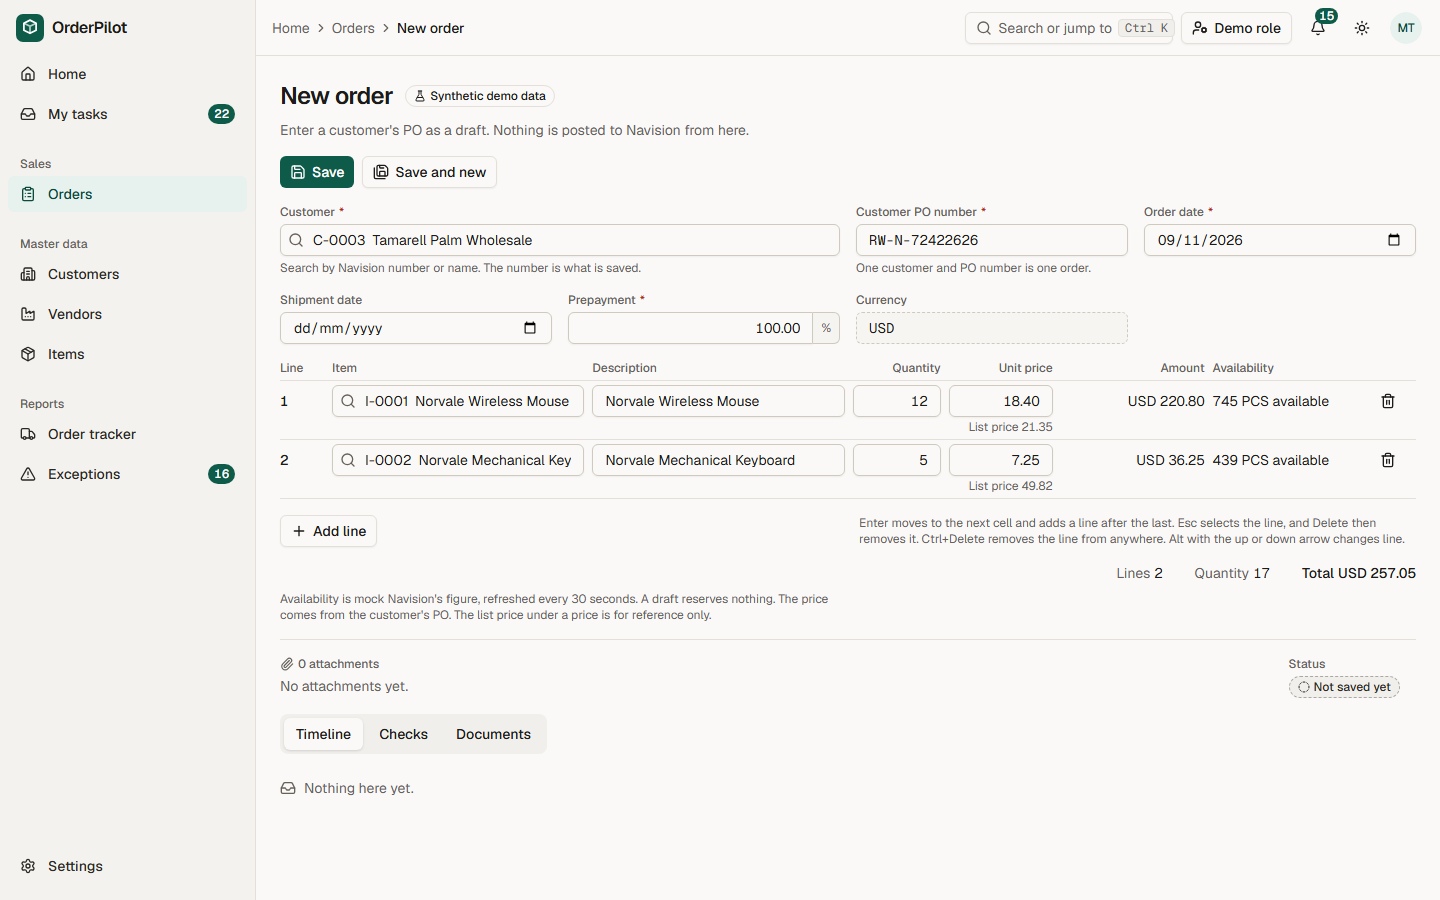 OrderPilot
Home
My tasks 22
Sales
Orders
Master data
Customers
Vendors
Items
Reports
Order tracker
Exceptions 16
Settings
Home > Orders > New order
Search or jump to Ctrl K
Demo role
15
MT
New order
Synthetic demo data
Enter a customer's PO as a draft. Nothing is posted to Navision from here.
Save
Save and new
Customer * Customer PO number * Order date *
C-0003 Tamarell Palm Wholesale RW-N-72422626 09/11/2026
Search by Navision number or name. The number is what is saved. One customer and PO number is one order.
Shipment date Prepayment * Currency
dd/mm/yyyy 100.00 % USD
Line Item Description Quantity Unit price Amount Availability
1 I-0001 Norvale Wireless Mouse Norvale Wireless Mouse 12 18.40 USD 220.80 745 PCS available
List price 21.35
2 I-0002 Norvale Mechanical Key Norvale Mechanical Keyboard 5 7.25 USD 36.25 439 PCS available
List price 49.82
Add line
Enter moves to the next cell and adds a line after the last. Esc selects the line, and Delete then
removes it. Ctrl+Delete removes the line from anywhere. Alt with the up or down arrow changes line.
Lines 2 Quantity 17 Total USD 257.05
Availability is mock Navision's figure, refreshed every 30 seconds. A draft reserves nothing. The price
comes from the customer's PO. The list price under a price is for reference only.
0 attachments
No attachments yet.
Status
Not saved yet
Timeline Checks Documents
Nothing here yet.